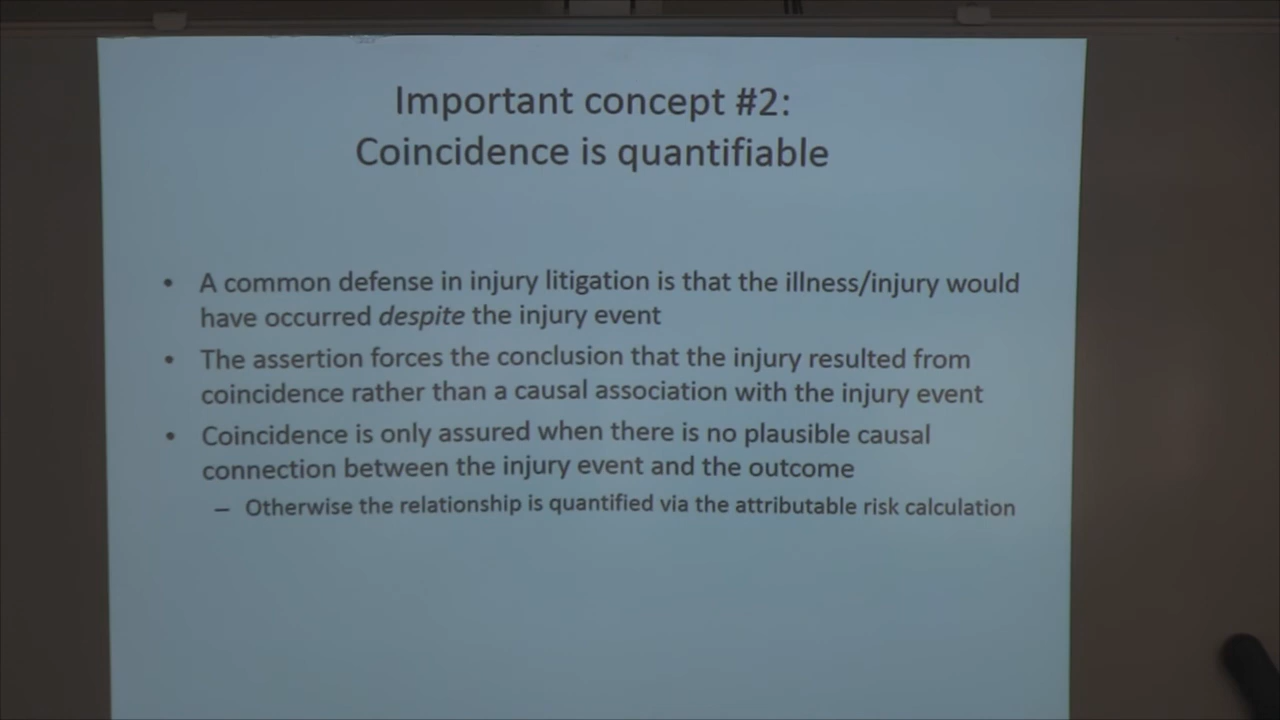 Important concept #2:
Coincidence is quantifiable
• A common defense in injury litigation is that the illness/injury would
have occurred despite the injury event
• The assertion forces the conclusion that the injury resulted from
coincidence rather than a causal association with the injury event
• Coincidence is only assured when there is no plausible causal
connection between the injury event and the outcome
– Otherwise the relationship is quantified via the attributable risk calculation